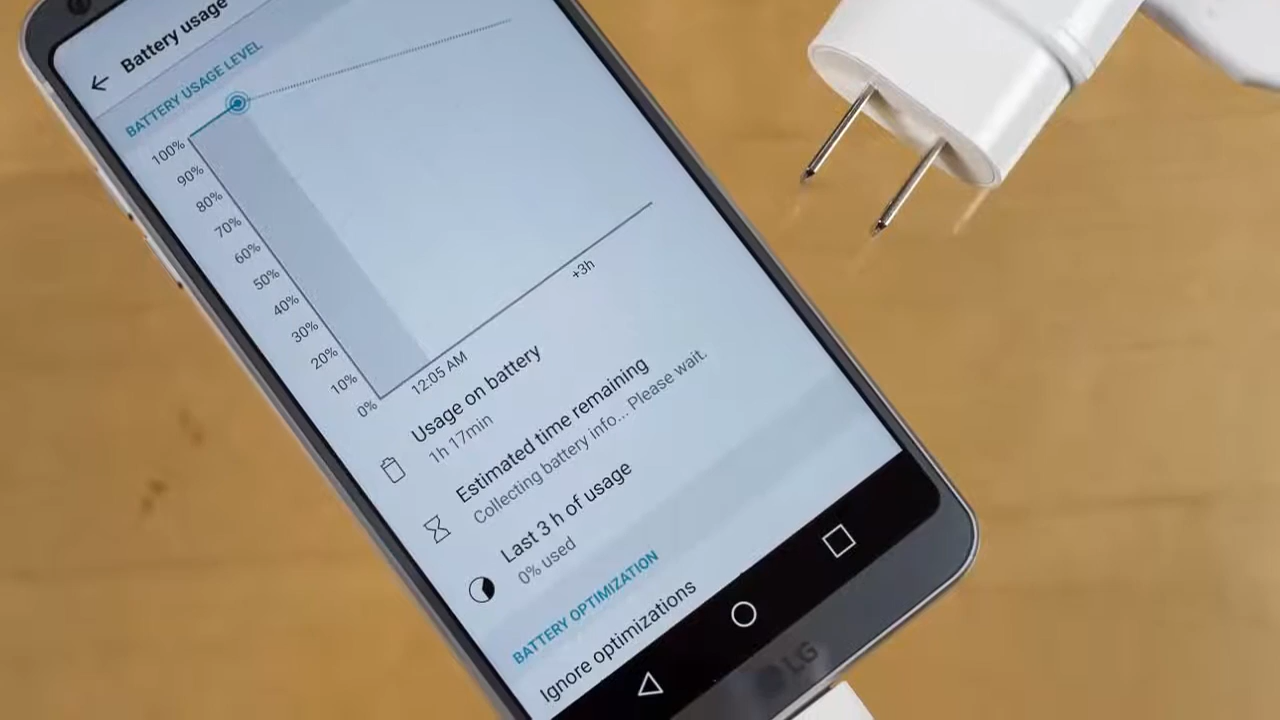 Battery usage
BATTERY USAGE LEVEL
100%
90%
80%
70%
60%
50%
40%
30%
20%
10%
0%
12:05 AM
+3h
Usage on battery
1h 17min
Estimated time remaining
Collecting battery info... Please wait.
Last 3 h of usage
0% used
BATTERY OPTIMIZATION
Ignore optimizations
LG